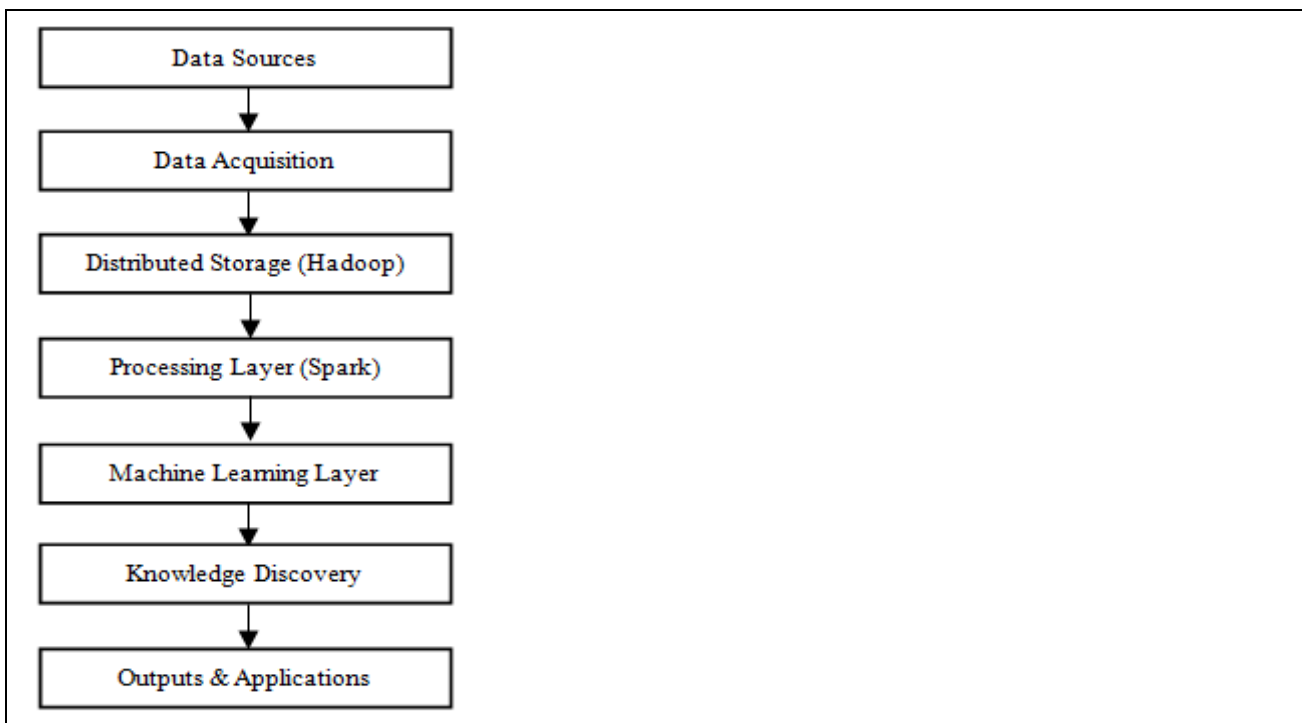 Data Sources
Data Acquisition
Distributed Storage (Hadoop)
Processing Layer (Spark)
Machine Learning Layer
Knowledge Discovery
Outputs & Applications